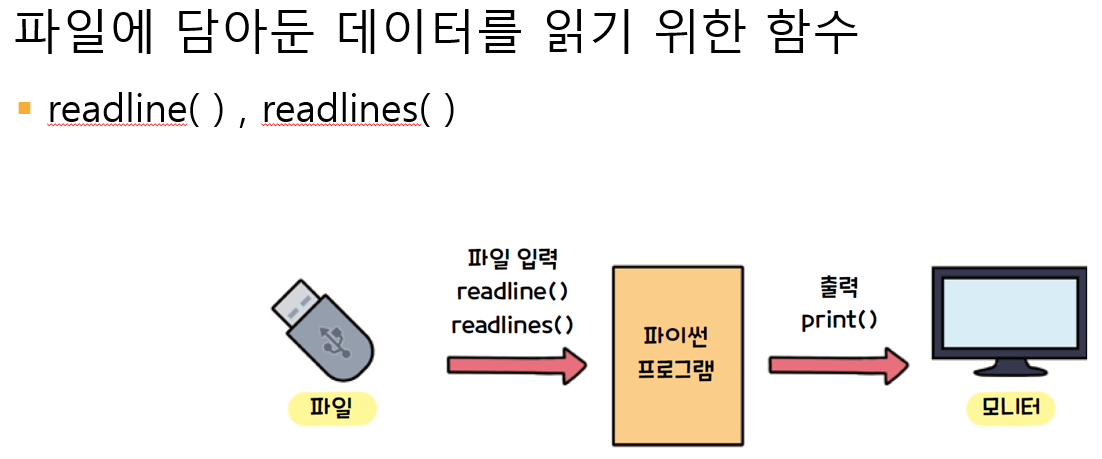 파일에 담아둔 데이터를 읽기 위한 함수
▪ readline( ) , readlines( )
파일 입력
readline()
readlines()
출력
print()
파이썬
프로그램
파일
모니터